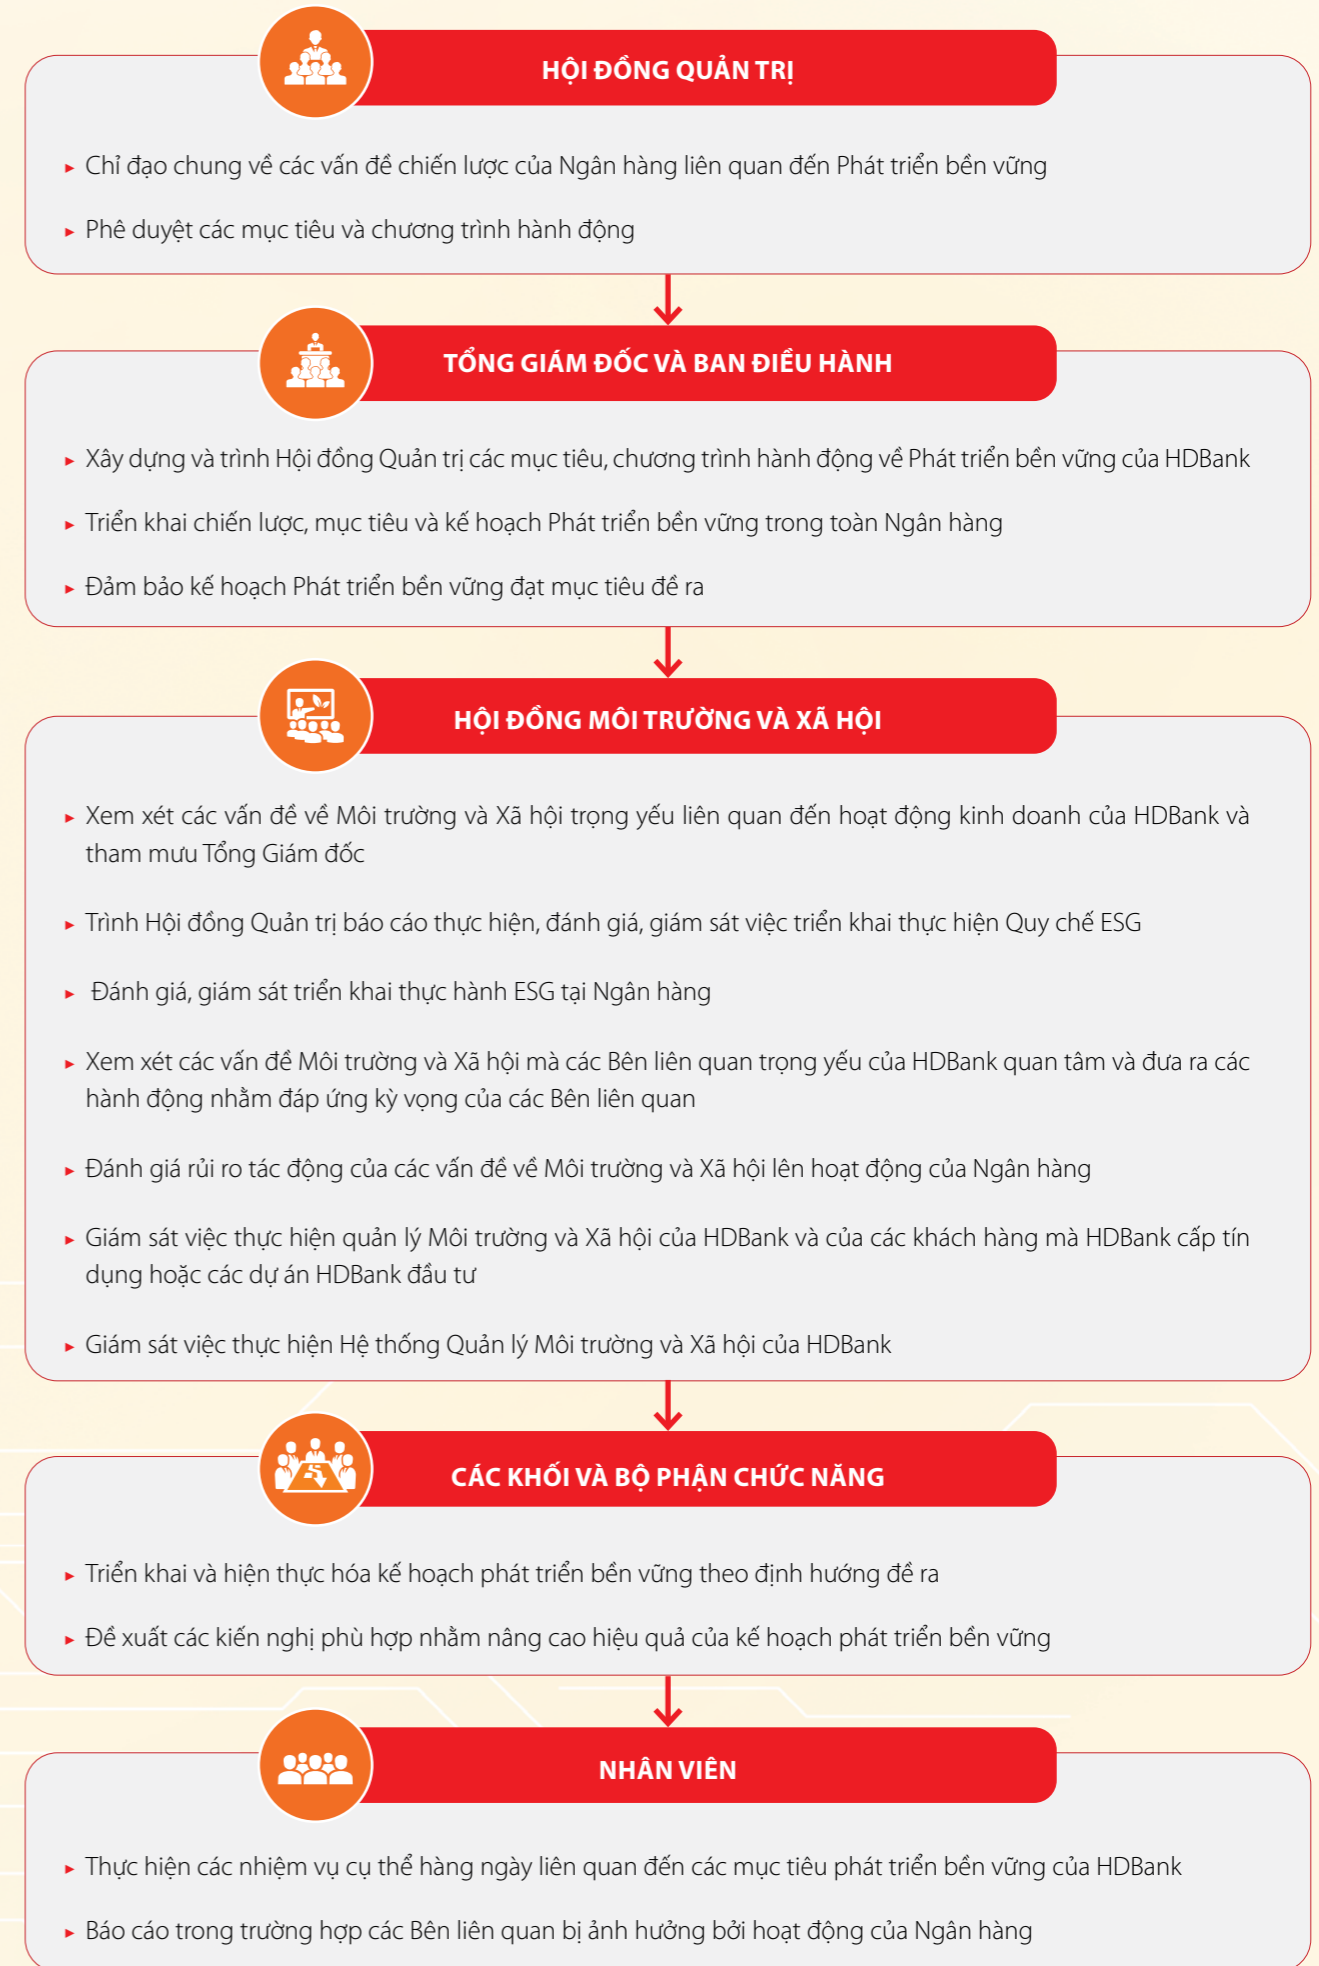 HỘI ĐỒNG QUẢN TRỊ
▸ Chỉ đạo chung về các vấn đề chiến lược của Ngân hàng liên quan đến Phát triển bền vững
▸ Phê duyệt các mục tiêu và chương trình hành động
TỔNG GIÁM ĐỐC VÀ BAN ĐIỀU HÀNH
▸ Xây dựng và trình Hội đồng Quản trị các mục tiêu, chương trình hành động về Phát triển bền vững của HDBank
▸ Triển khai chiến lược, mục tiêu và kế hoạch Phát triển bền vững trong toàn Ngân hàng
▸ Đảm bảo kế hoạch Phát triển bền vững đạt mục tiêu đề ra
HỘI ĐỒNG MÔI TRƯỜNG VÀ XÃ HỘI
▸ Xem xét các vấn đề về Môi trường và Xã hội trọng yếu liên quan đến hoạt động kinh doanh của HDBank và
tham mưu Tổng Giám đốc
▸ Trình Hội đồng Quản trị báo cáo thực hiện, đánh giá, giám sát việc triển khai thực hiện Quy chế ESG
▸ Đánh giá, giám sát triển khai thực hành ESG tại Ngân hàng
▸ Xem xét các vấn đề Môi trường và Xã hội mà các Bên liên quan trọng yếu của HDBank quan tâm và đưa ra các
hành động nhằm đáp ứng kỳ vọng của các Bên liên quan
▸ Đánh giá rủi ro tác động của các vấn đề về Môi trường và Xã hội lên hoạt động của Ngân hàng
▸ Giám sát việc thực hiện quản lý Môi trường và Xã hội của HDBank và của các khách hàng mà HDBank cấp tín
dụng hoặc các dự án HDBank đầu tư
▸ Giám sát việc thực hiện Hệ thống Quản lý Môi trường và Xã hội của HDBank
CÁC KHỐI VÀ BỘ PHẬN CHỨC NĂNG
▸ Triển khai và hiện thực hóa kế hoạch phát triển bền vững theo định hướng đề ra
▸ Đề xuất các kiến nghị phù hợp nhằm nâng cao hiệu quả của kế hoạch phát triển bền vững
NHÂN VIÊN
▸ Thực hiện các nhiệm vụ cụ thể hàng ngày liên quan đến các mục tiêu phát triển bền vững của HDBank
▸ Báo cáo trong trường hợp các Bên liên quan bị ảnh hưởng bởi hoạt động của Ngân hàng